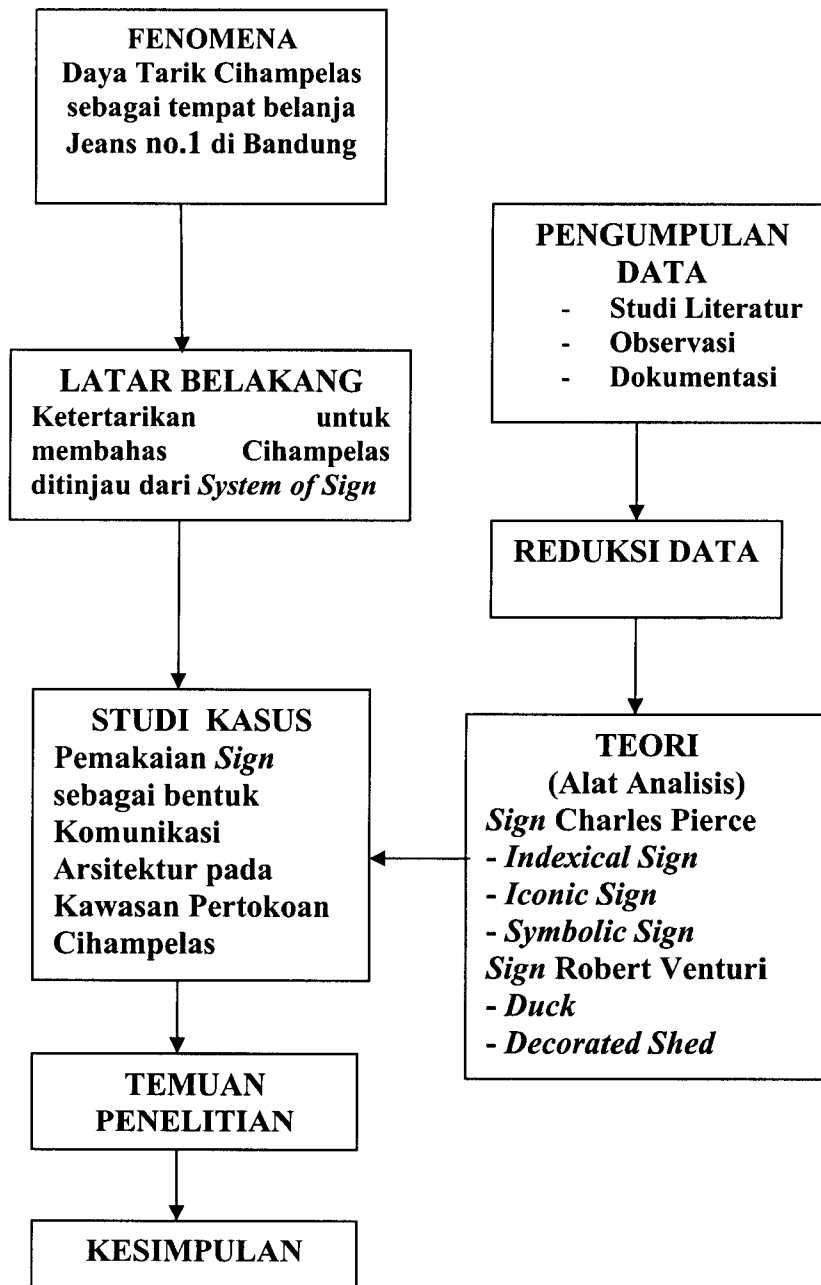 FENOMENA
Daya Tarik Cihampelas
sebagai tempat belanja
Jeans no.1 di Bandung
LATAR BELAKANG
Ketertarikan untuk
membahas Cihampelas
ditinjau dari System of Sign
STUDI KASUS
Pemakaian Sign
sebagai bentuk
Komunikasi
Arsitektur pada
Kawasan Pertokoan
Cihampelas
TEMUAN
PENELITIAN
KESIMPULAN
PENGUMPULAN
DATA
- Studi Literatur
- Observasi
- Dokumentasi
REDUKSI DATA
TEORI
(Alat Analisis)
Sign Charles Pierce
- Indexical Sign
- Iconic Sign
- Symbolic Sign
Sign Robert Venturi
- Duck
- Decorated Shed